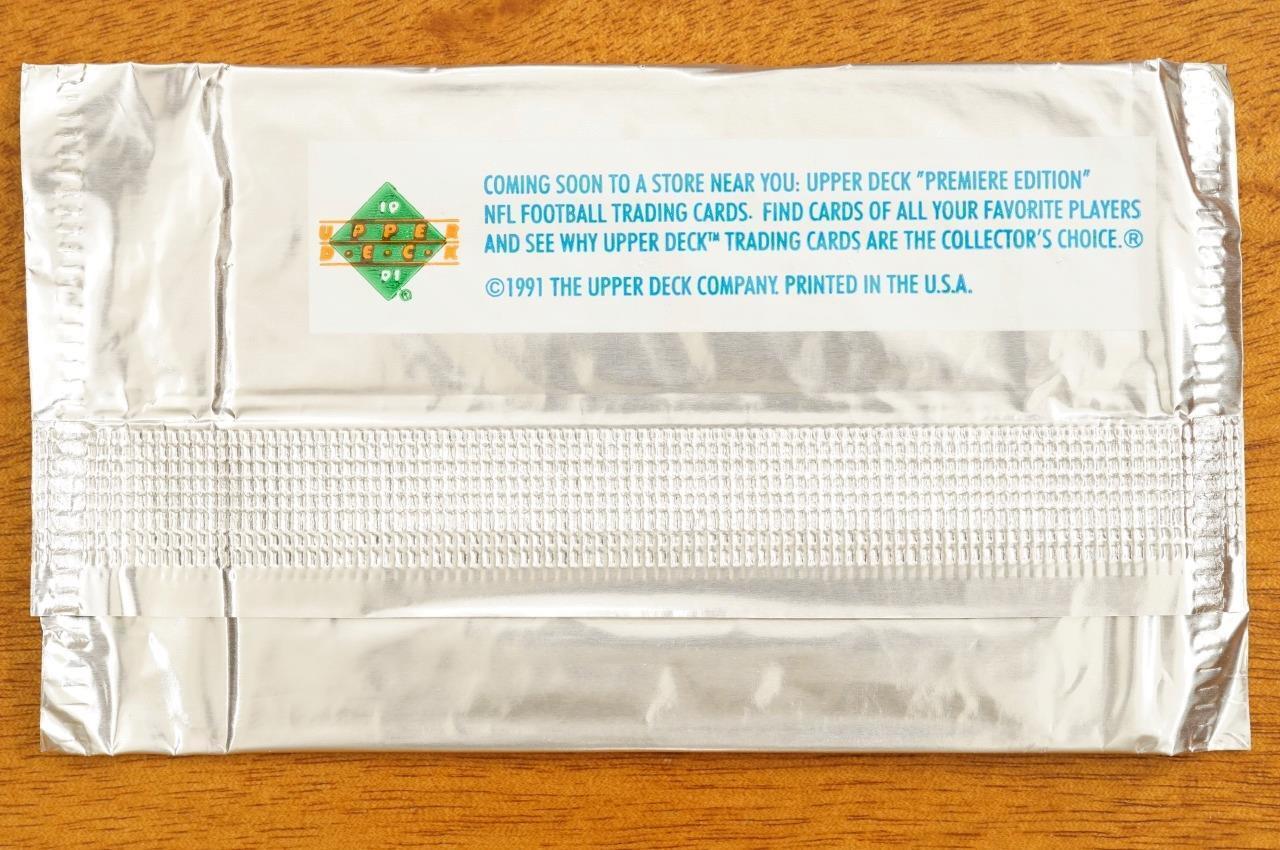 19
UPPER
D·E·C·K
91
®
COMING SOON TO A STORE NEAR YOU: UPPER DECK "PREMIERE EDITION"
NFL FOOTBALL TRADING CARDS. FIND CARDS OF ALL YOUR FAVORITE PLAYERS
AND SEE WHY UPPER DECK™ TRADING CARDS ARE THE COLLECTOR'S CHOICE.®
©1991 THE UPPER DECK COMPANY. PRINTED IN THE U.S.A.